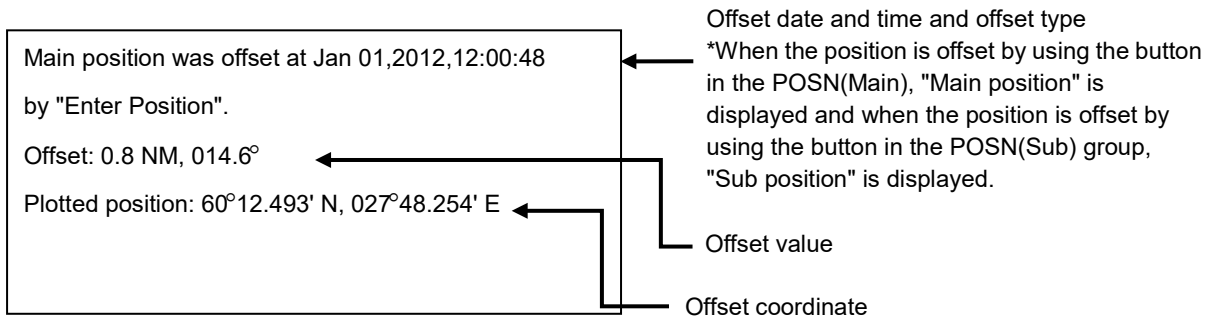 Main position was offset at Jan 01,2012,12:00:48
by "Enter Position".
Offset: 0.8 NM, 014.6°
Plotted position: 60°12.493' N, 027°48.254' E
Offset date and time and offset type
*When the position is offset by using the button
in the POSN(Main), "Main position" is
displayed and when the position is offset by
using the button in the POSN(Sub) group,
"Sub position" is displayed.
Offset value
Offset coordinate